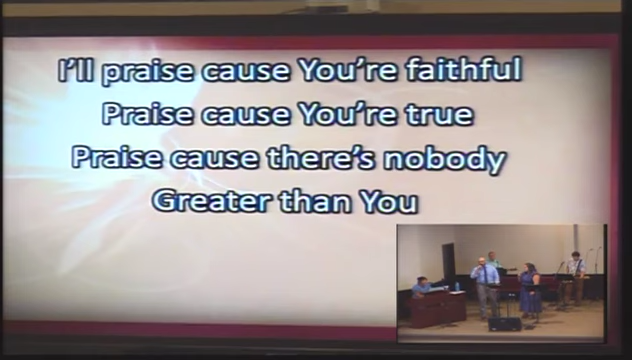 I'll praise cause You're faithful
Praise cause You're true
Praise cause there's nobody
Greater than You